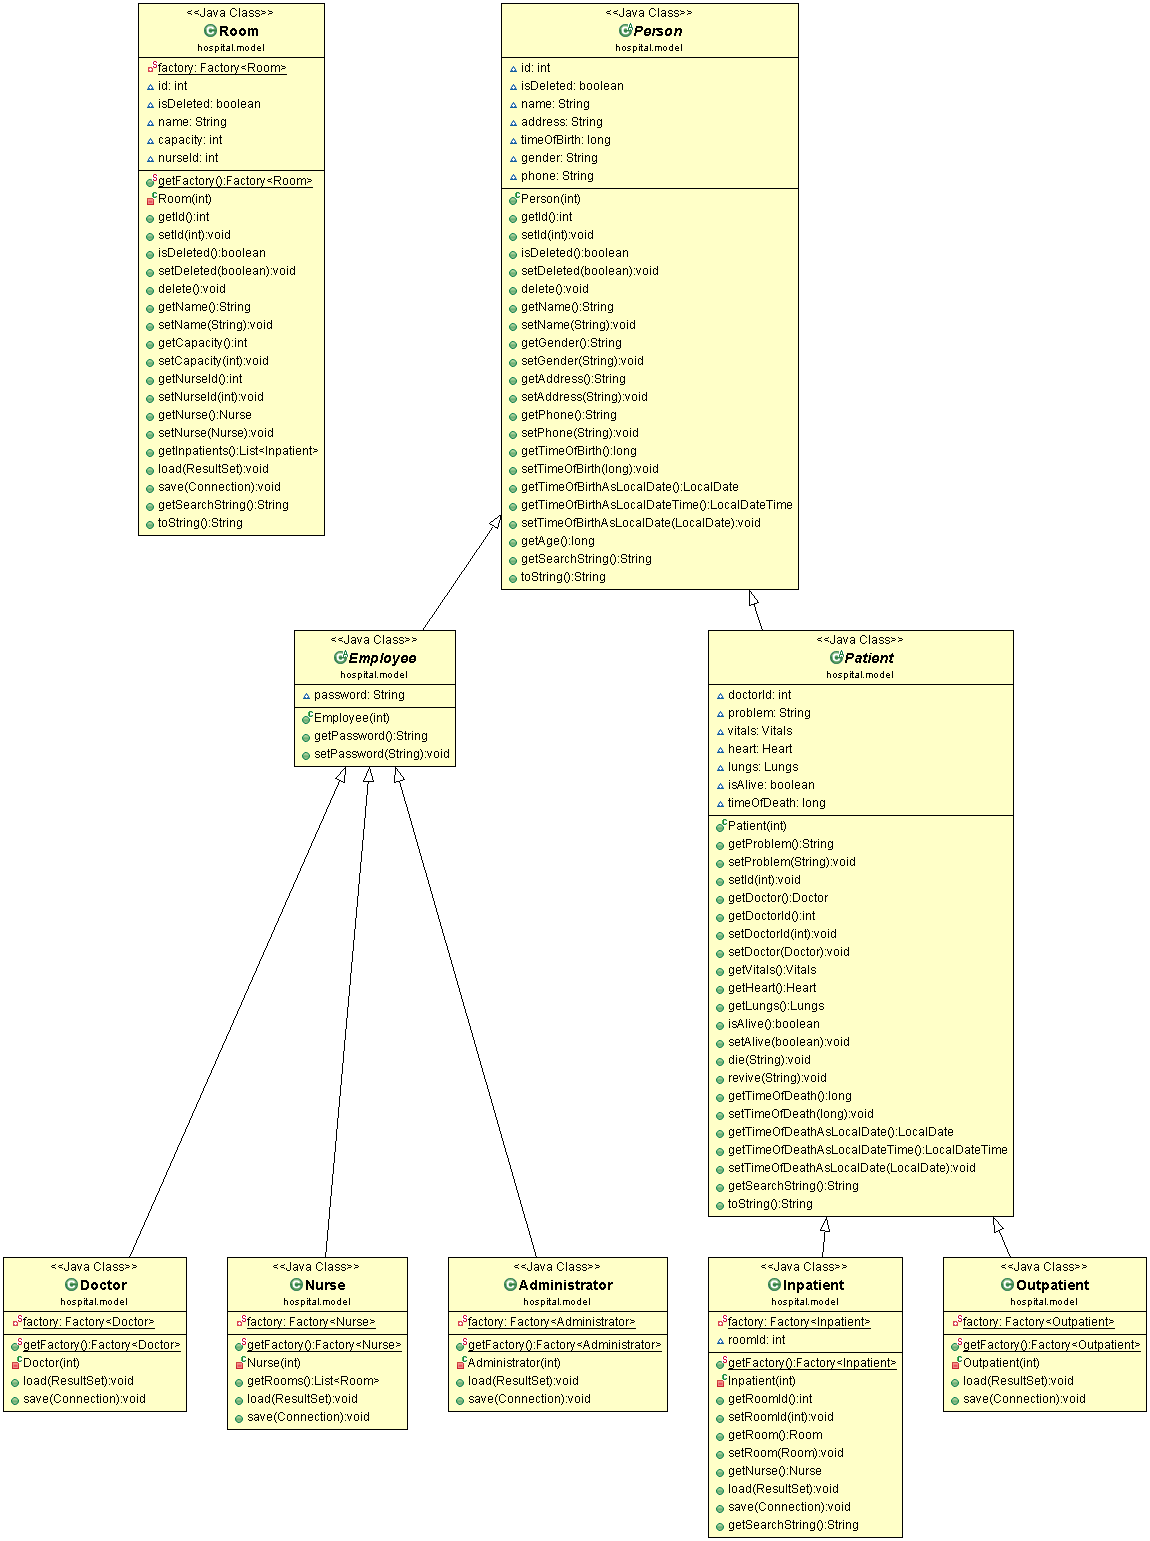 <<Java Class>>
Room
hospital.model
factory: Factory<Room>
id: int
isDeleted: boolean
name: String
capacity: int
nurseId: int
getFactory():Factory<Room>
Room(int)
getId():int
setId(int):void
isDeleted():boolean
setDeleted(boolean):void
delete():void
getName():String
setName(String):void
getCapacity():int
setCapacity(int):void
getNurseId():int
setNurseId(int):void
getNurse():Nurse
setNurse(Nurse):void
getInpatients():List<Inpatient>
load(ResultSet):void
save(Connection):void
getSearchString():String
toString():String
<<Java Class>>
Person
hospital.model
id: int
isDeleted: boolean
name: String
address: String
timeOfBirth: long
gender: String
phone: String
Person(int)
getId():int
setId(int):void
isDeleted():boolean
setDeleted(boolean):void
delete():void
getName():String
setName(String):void
getGender():String
setGender(String):void
getAddress():String
setAddress(String):void
getPhone():String
setPhone(String):void
getTimeOfBirth():long
setTimeOfBirth(long):void
getTimeOfBirthAsLocalDate():LocalDate
getTimeOfBirthAsLocalDateTime():LocalDateTime
setTimeOfBirthAsLocalDate(LocalDate):void
getAge():long
getSearchString():String
toString():String
<<Java Class>>
Employee
hospital.model
password: String
Employee(int)
getPassword():String
setPassword(String):void
<<Java Class>>
Patient
hospital.model
doctorId: int
problem: String
vitals: Vitals
heart: Heart
lungs: Lungs
isAlive: boolean
timeOfDeath: long
Patient(int)
getProblem():String
setProblem(String):void
setId(int):void
getDoctor():Doctor
getDoctorId():int
setDoctorId(int):void
setDoctor(Doctor):void
getVitals():Vitals
getHeart():Heart
getLungs():Lungs
isAlive():boolean
setAlive(boolean):void
die(String):void
revive(String):void
getTimeOfDeath():long
setTimeOfDeath(long):void
getTimeOfDeathAsLocalDate():LocalDate
getTimeOfDeathAsLocalDateTime():LocalDateTime
setTimeOfDeathAsLocalDate(LocalDate):void
getSearchString():String
toString():String
<<Java Class>>
Doctor
hospital.model
factory: Factory<Doctor>
getFactory():Factory<Doctor>
Doctor(int)
load(ResultSet):void
save(Connection):void
<<Java Class>>
Nurse
hospital.model
factory: Factory<Nurse>
getFactory():Factory<Nurse>
Nurse(int)
getRooms():List<Room>
load(ResultSet):void
save(Connection):void
<<Java Class>>
Administrator
hospital.model
factory: Factory<Administrator>
getFactory():Factory<Administrator>
Administrator(int)
load(ResultSet):void
save(Connection):void
<<Java Class>>
Inpatient
hospital.model
factory: Factory<Inpatient>
roomId: int
getFactory():Factory<Inpatient>
Inpatient(int)
getRoomId():int
setRoomId(int):void
getRoom():Room
setRoom(Room):void
getNurse():Nurse
load(ResultSet):void
save(Connection):void
getSearchString():String
<<Java Class>>
Outpatient
hospital.model
factory: Factory<Outpatient>
getFactory():Factory<Outpatient>
Outpatient(int)
load(ResultSet):void
save(Connection):void